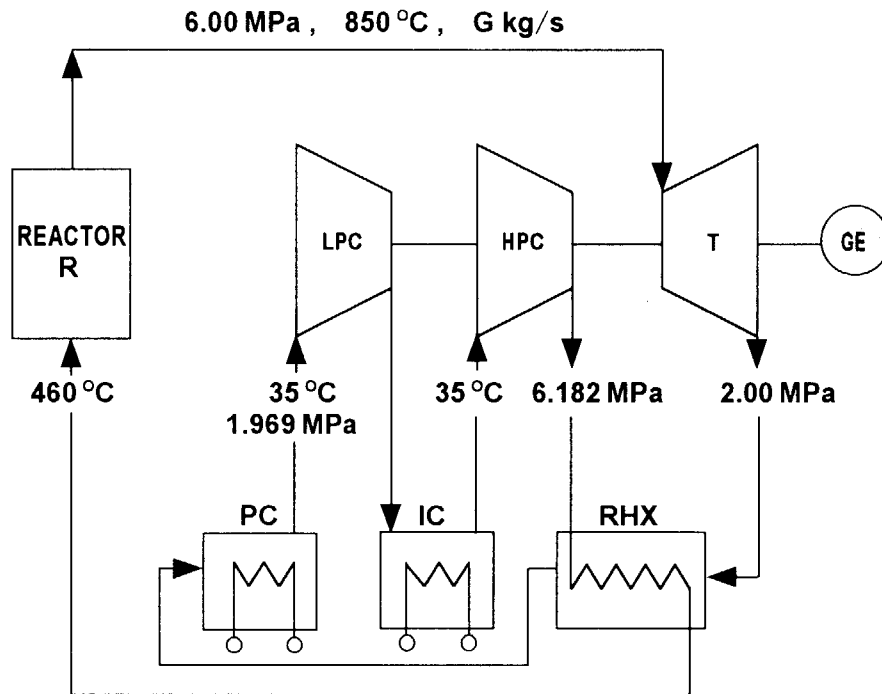 6.00 MPa , 850 °C , G kg/s
REACTOR
R
LPC
HPC
T
GE
460 °C
35 °C
1.969 MPa
35 °C
6.182 MPa
2.00 MPa
PC
IC
RHX